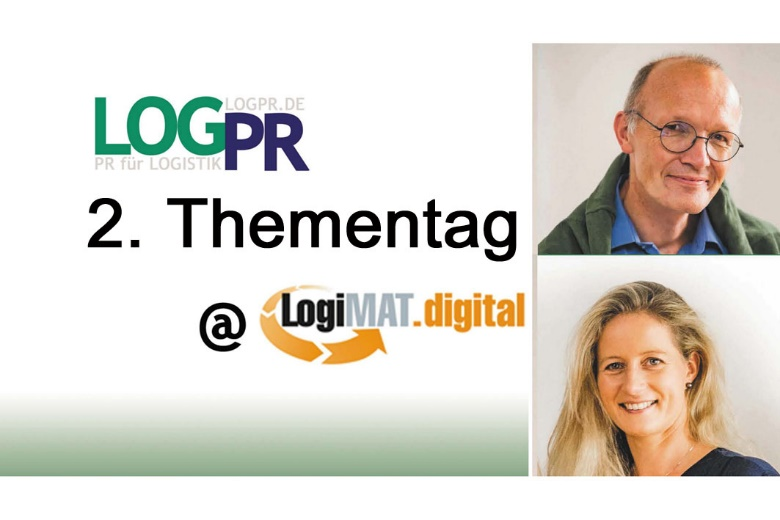 LOGPR.DE
LOGPR
PR für LOGISTIK
2. Thementag
@ LogiMAT.digital